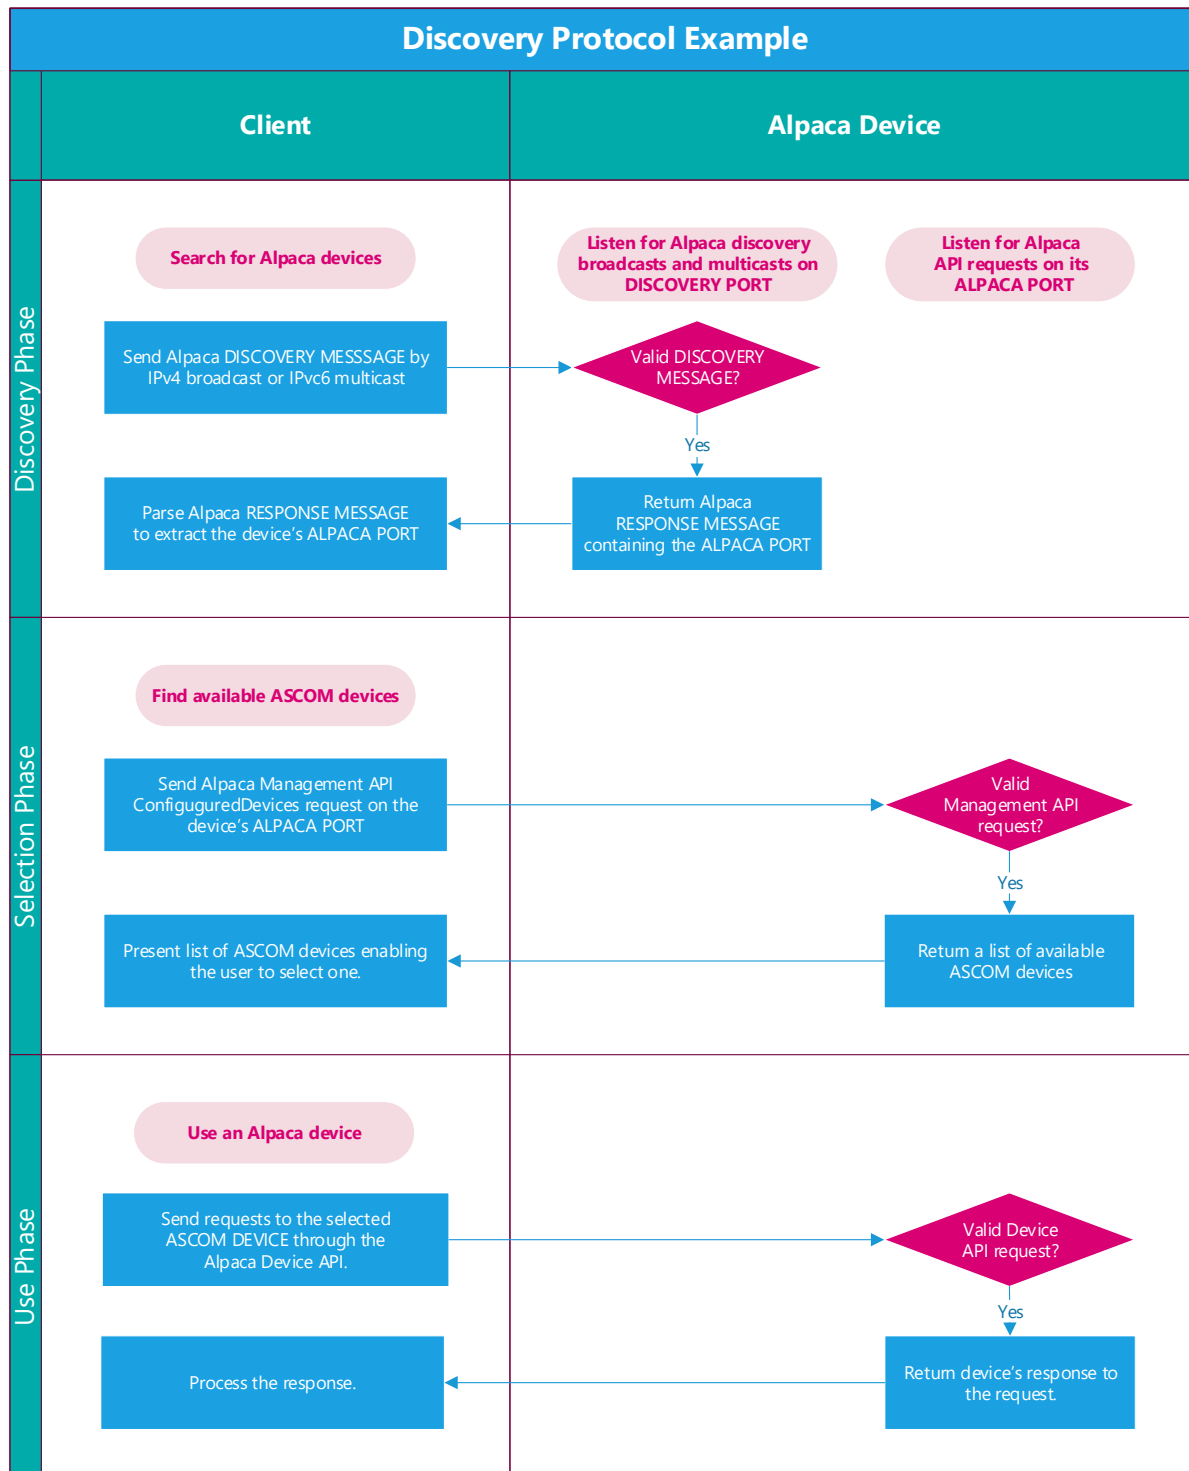 Discovery Protocol Example
Client
Alpaca Device
Discovery Phase
Search for Alpaca devices
Listen for Alpaca discovery
broadcasts and multicasts on
DISCOVERY PORT
Listen for Alpaca
API requests on its
ALPACA PORT
Send Alpaca DISCOVERY MESSSAGE by
IPv4 broadcast or IPvc6 multicast
Valid DISCOVERY
MESSAGE?
Yes
Parse Alpaca RESPONSE MESSAGE
to extract the device’s ALPACA PORT
Return Alpaca
RESPONSE MESSAGE
containing the ALPACA PORT
Selection Phase
Find available ASCOM devices
Send Alpaca Management API
ConfiguguredDevices request on the
device’s ALPACA PORT
Valid
Management API
request?
Yes
Present list of ASCOM devices enabling
the user to select one.
Return a list of available
ASCOM devices
Use Phase
Use an Alpaca device
Send requests to the selected
ASCOM DEVICE through the
Alpaca Device API.
Valid Device
API request?
Yes
Process the response.
Return device’s response to
the request.